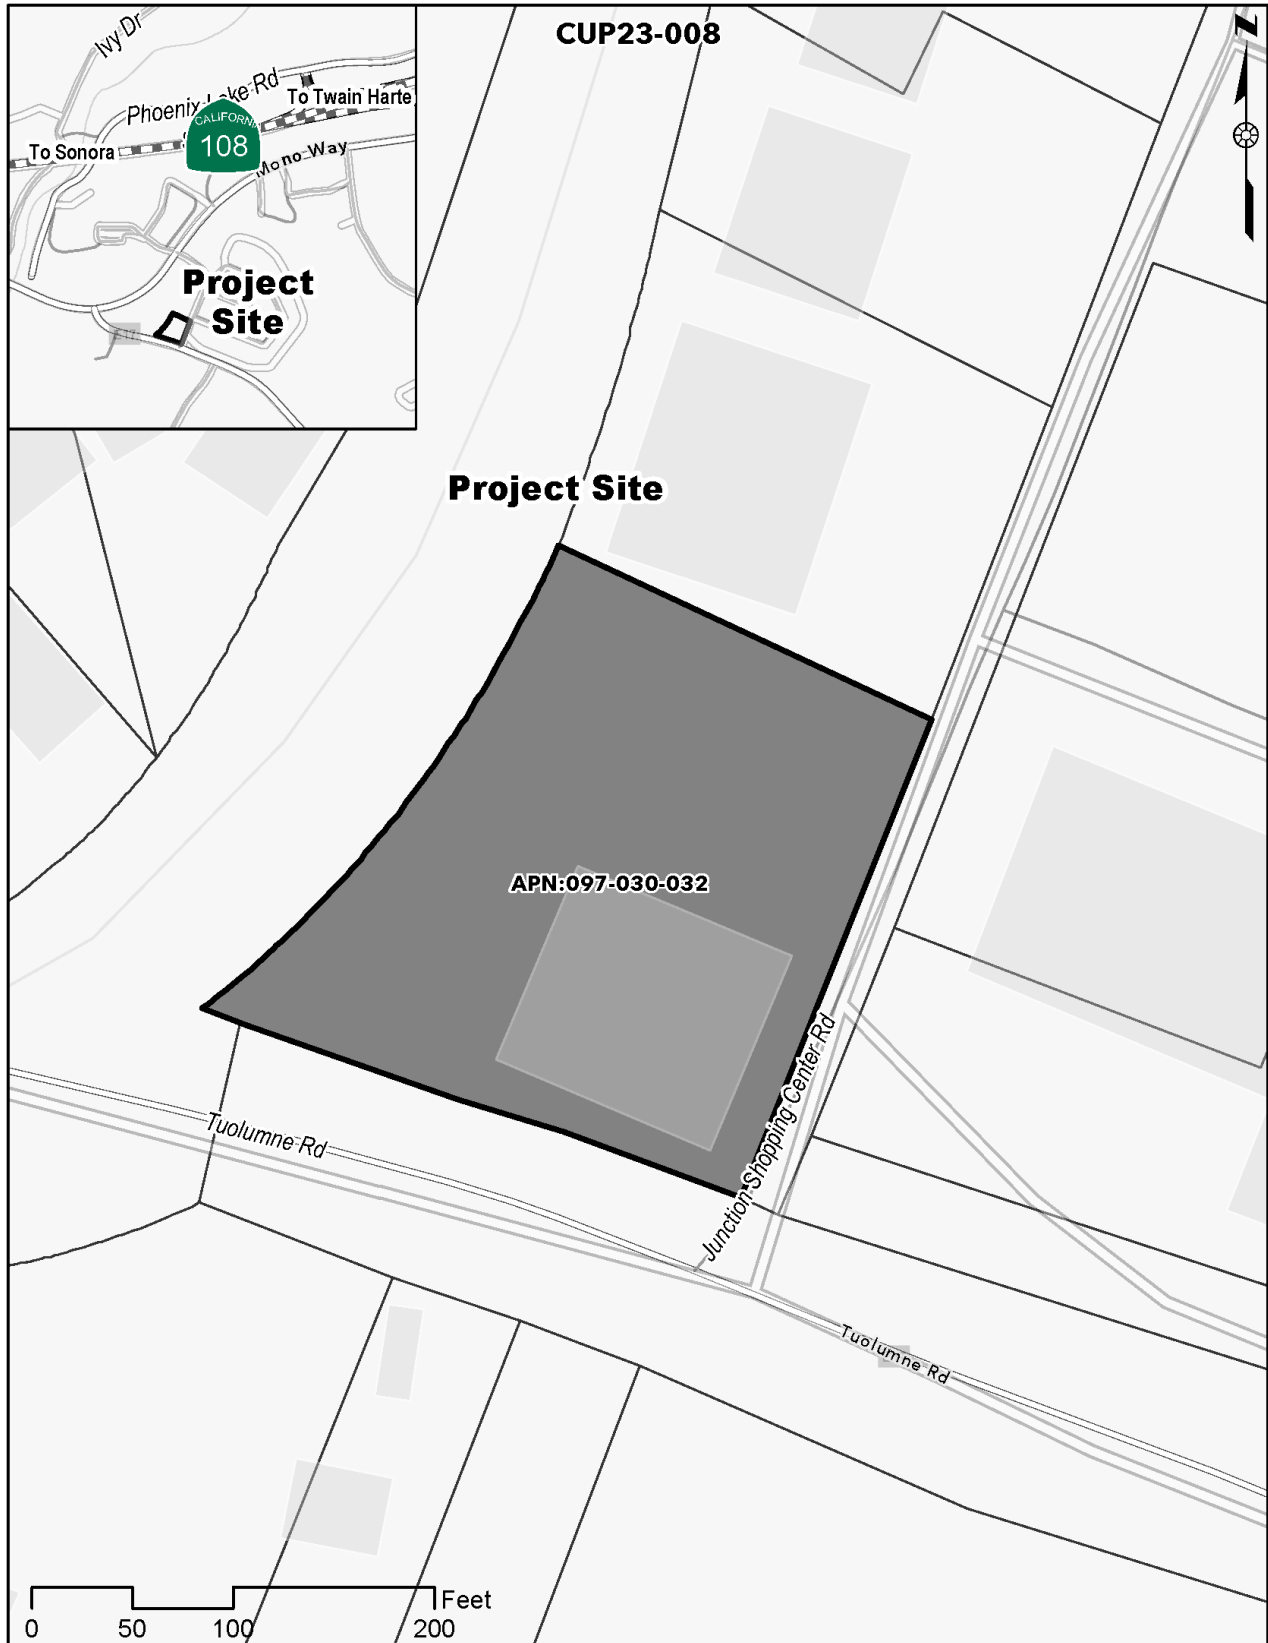 CUP23-008
Ivy Dr
Phoenix Lake Rd
To Twain Harte
CALIFORNIA
108
To Sonora
Mono Way
Project
Site
Project Site
APN:097-030-032
Junction Shopping Center Rd
Tuolumne Rd
Tuolumne Rd
Feet
0 50 100 200